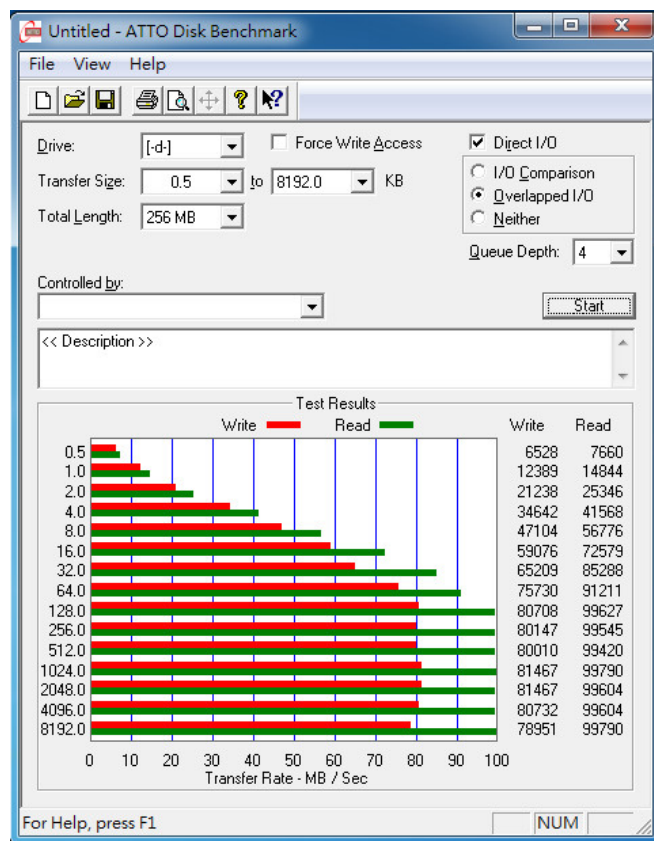 Untitled - ATTO Disk Benchmark
File View Help
Drive: [-d-] Force Write Access Direct I/O
Transfer Size: 0.5 to 8192.0 KB I/O Comparison
Overlapped I/O
Total Length: 256 MB Neither
Queue Depth: 4
Controlled by:
Start
<< Description >>
Test Results
Write Read Write Read
0.5 6528 7660
1.0 12389 14844
2.0 21238 25346
4.0 34642 41568
8.0 47104 56776
16.0 59076 72579
32.0 65209 85288
64.0 75730 91211
128.0 80708 99627
256.0 80147 99545
512.0 80010 99420
1024.0 81467 99790
2048.0 81467 99604
4096.0 80732 99604
8192.0 78951 99790
0 10 20 30 40 50 60 70 80 90 100
Transfer Rate - MB / Sec
For Help, press F1 NUM